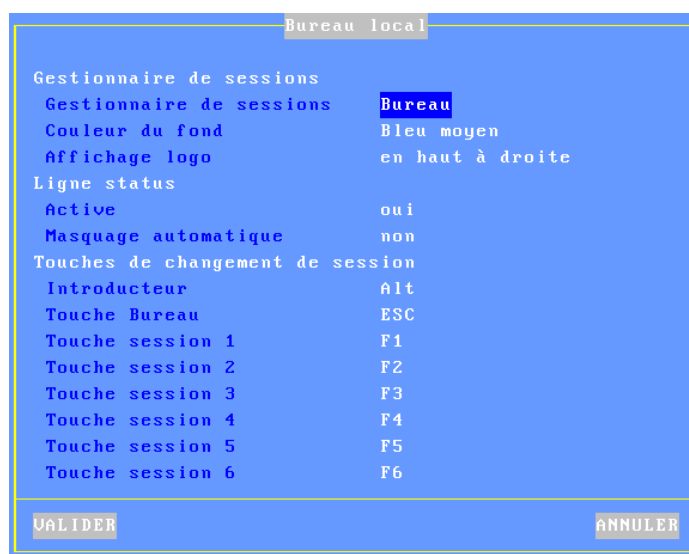 Bureau local
Gestionnaire de sessions
Gestionnaire de sessions Bureau
Couleur du fond Bleu moyen
Affichage logo en haut à droite
Ligne status
Active oui
Masquage automatique non
Touches de changement de session
Introducteur Alt
Touche Bureau ESC
Touche session 1 F1
Touche session 2 F2
Touche session 3 F3
Touche session 4 F4
Touche session 5 F5
Touche session 6 F6
VALIDER ANNULER